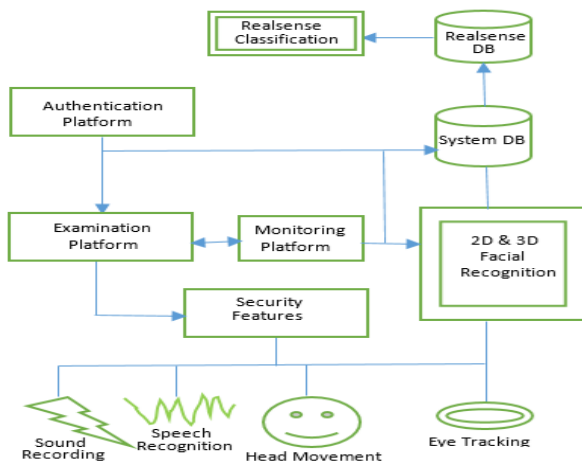 Realsense
Classification
Realsense
DB
Authentication
Platform
System DB
Examination
Platform
Monitoring
Platform
2D & 3D
Facial
Recognition
Security
Features
Sound
Recording
Speech
Recognition
Head Movement
Eye Tracking